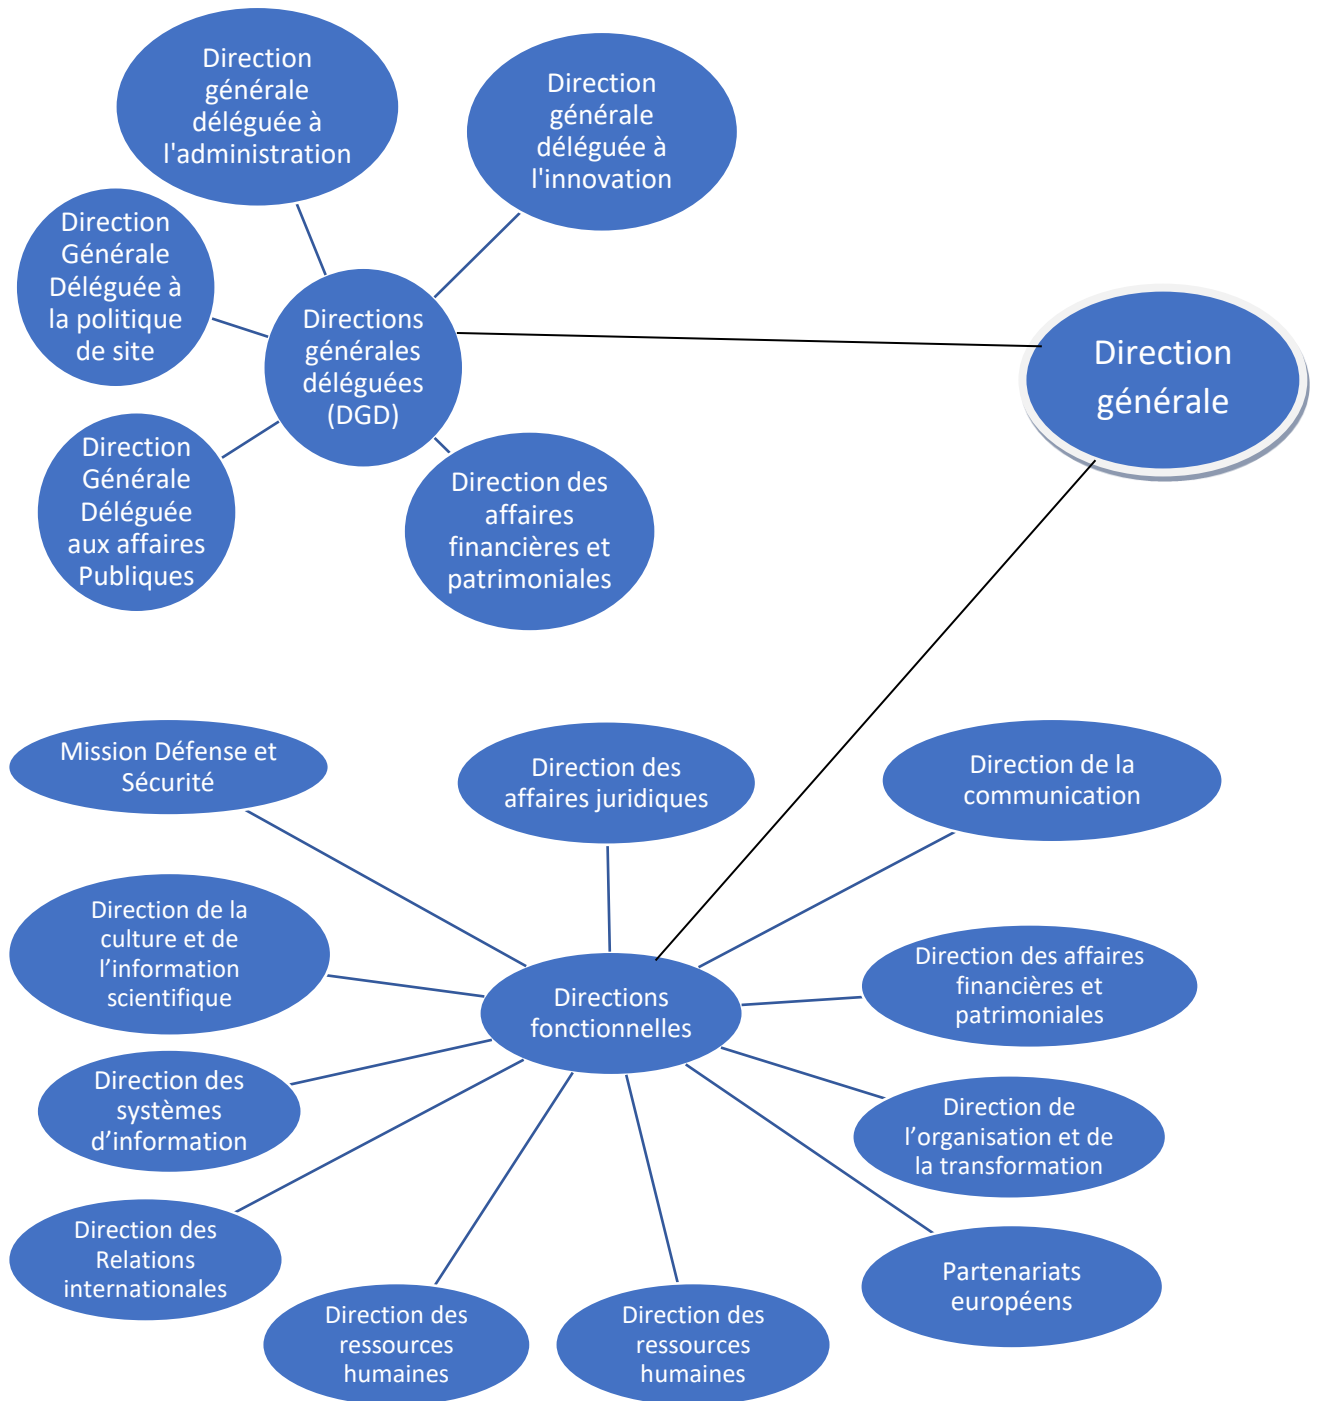 Direction
générale
déléguée à
l'administration
Direction
générale
déléguée à
l'innovation
Direction
Générale
Déléguée à
la politique
de site
Directions
générales
déléguées
(DGD)
Direction
générale
Direction
Générale
Déléguée
aux affaires
Publiques
Direction des
affaires
financières et
patrimoniales
Mission Défense et
Sécurité
Direction des
affaires juridiques
Direction de la
communication
Direction de la
culture et de
l’information
scientifique
Directions
fonctionnelles
Direction des affaires
financières et
patrimoniales
Direction des
systèmes
d’information
Direction de
l’organisation et de
la transformation
Direction des
Relations
internationales
Direction des
ressources
humaines
Direction des
ressources
humaines
Partenariats
européens